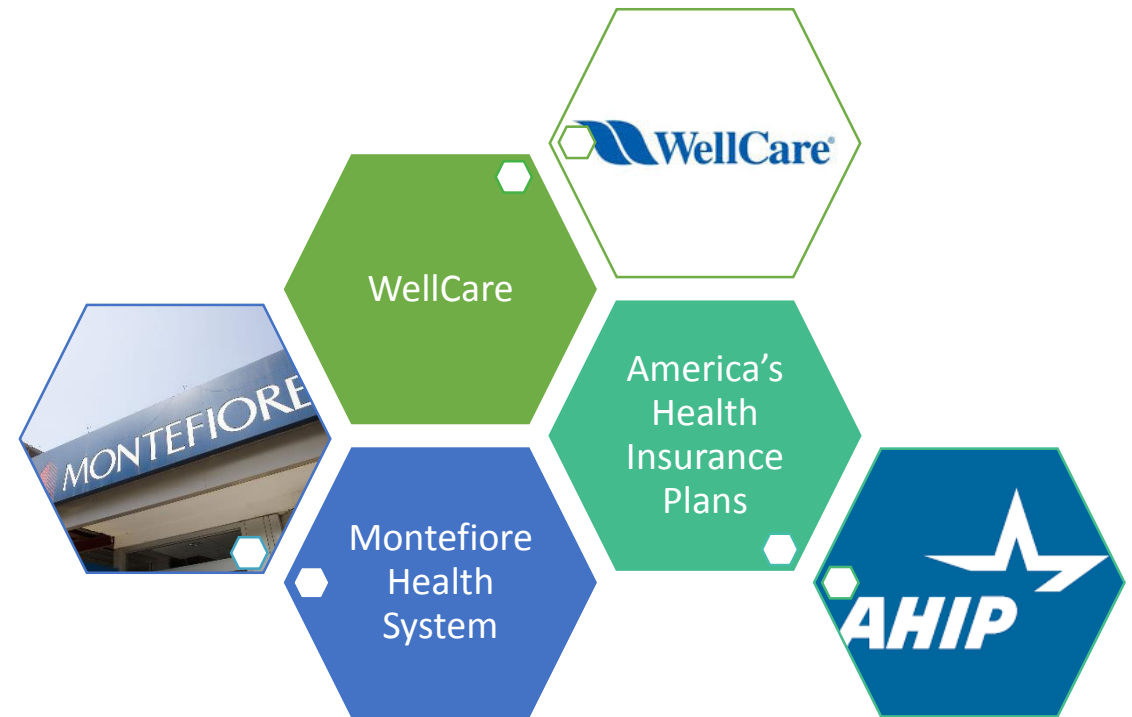 WellCare®
WellCare
America’s
Health
Insurance
Plans
MONTEFIORE
Montefiore
Health
System
AHIP